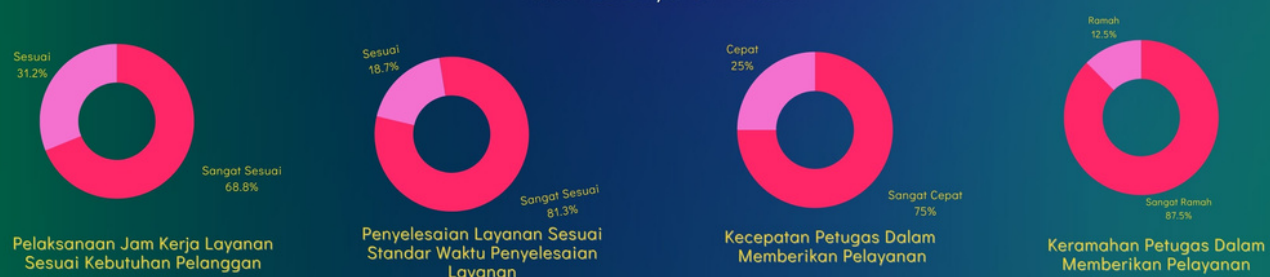 Sesuai
31.2%
Sangat Sesuai
68.8%
Pelaksanaan Jam Kerja Layanan
Sesuai Kebutuhan Pelanggan
Sesuai
18.7%
Sangat Sesuai
81.3%
Penyelesaian Layanan Sesuai
Standar Waktu Penyelesaian
Layanan
Cepat
25%
Sangat Cepat
75%
Kecepatan Petugas Dalam
Memberikan Pelayanan
Ramah
12.5%
Sangat Ramah
87.5%
Keramahan Petugas Dalam
Memberikan Pelayanan